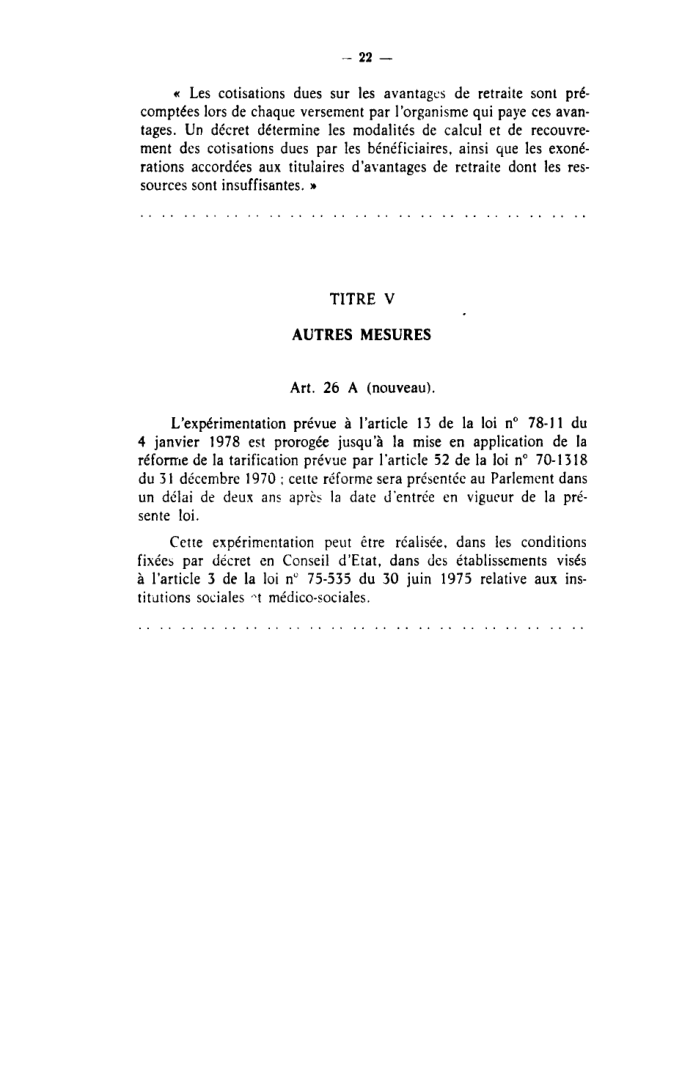 — 22 —
« Les cotisations dues sur les avantages de retraite sont pré-
comptées lors de chaque versement par l'organisme qui paye ces avan-
tages. Un décret détermine les modalités de calcul et de recouvre-
ment des cotisations dues par les bénéficiaires, ainsi que les exoné-
rations accordées aux titulaires d'avantages de retraite dont les res-
sources sont insuffisantes. »
. . . . . . . . . . . . . . . . . . . . . . . . . . . . . . . . . . . . . . . . . .
TITRE V
AUTRES MESURES
Art. 26 A (nouveau).
L'expérimentation prévue à l'article 13 de la loi n° 78-11 du
4 janvier 1978 est prorogée jusqu'à la mise en application de la
réforme de la tarification prévue par l'article 52 de la loi n° 70-1318
du 31 décembre 1970 ; cette réforme sera présentée au Parlement dans
un délai de deux ans après la date d'entrée en vigueur de la pré-
sente loi.
Cette expérimentation peut être réalisée, dans les conditions
fixées par décret en Conseil d'Etat, dans des établissements visés
à l'article 3 de la loi n° 75-535 du 30 juin 1975 relative aux ins-
titutions sociales et médico-sociales.
. . . . . . . . . . . . . . . . . . . . . . . . . . . . . . . . . . . . . . . . . .